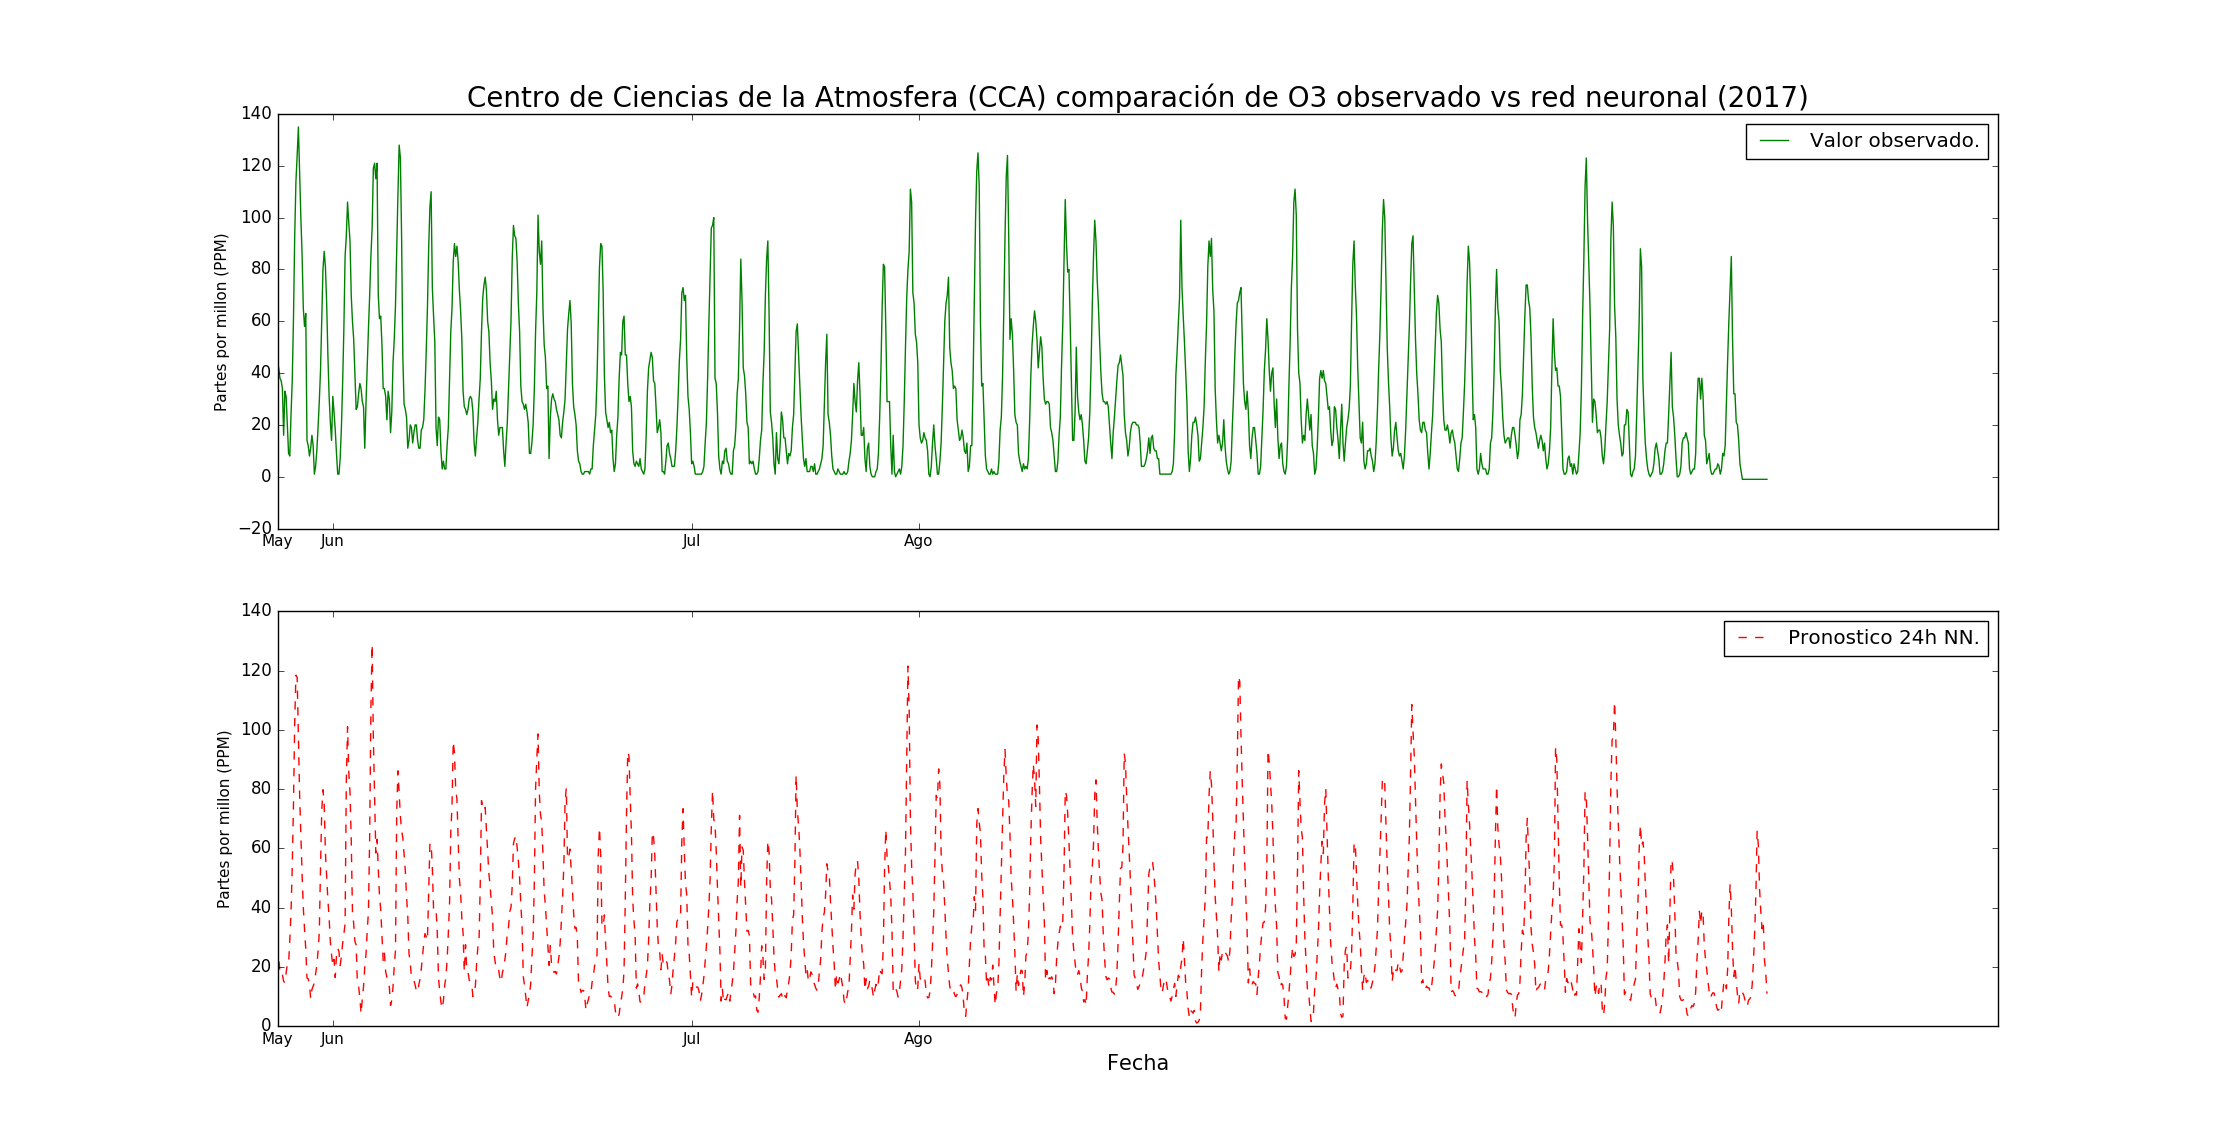 Centro de Ciencias de la Atmosfera (CCA) comparación de O3 observado vs red neuronal (2017)
140
120
100
80
60
40
20
0
−20
Partes por millon (PPM)
Valor observado.
May Jun Jul Ago
140
120
100
80
60
40
20
0
Partes por millon (PPM)
Pronostico 24h NN.
May Jun Jul Ago
Fecha